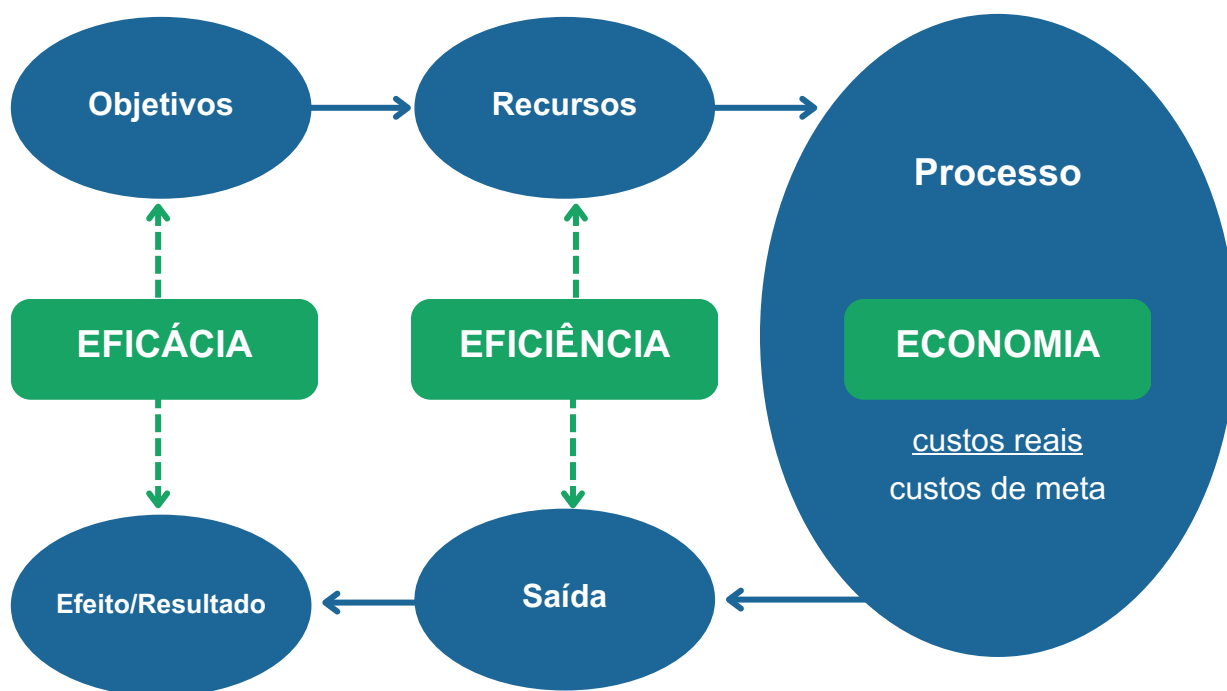 Objetivos
Recursos
Processo
EFICÁCIA
EFICIÊNCIA
ECONOMIA
custos reais
custos de meta
Efeito/Resultado
Saída